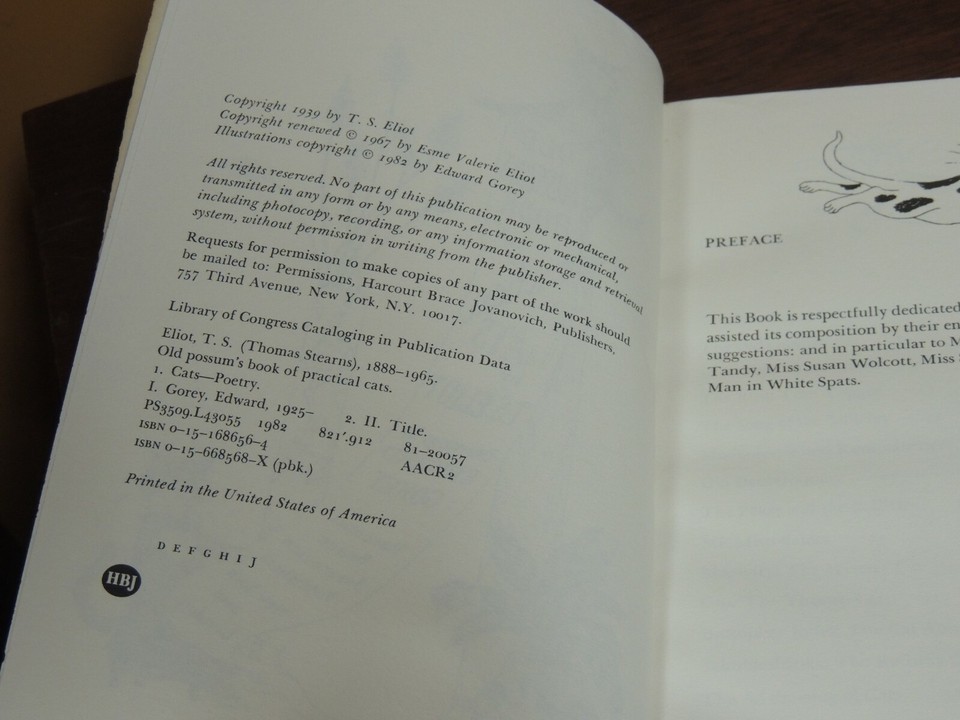 Copyright 1939 by T. S. Eliot
Copyright renewed © 1967 by Esme Valerie Eliot
Illustrations copyright © 1982 by Edward Gorey
All rights reserved. No part of this publication may be reproduced or
transmitted in any form or by any means, electronic or mechanical,
including photocopy, recording, or any information storage and retrieval
system, without permission in writing from the publisher.
Requests for permission to make copies of any part of the work should
be mailed to: Permissions, Harcourt Brace Jovanovich, Publishers,
757 Third Avenue, New York, N.Y. 10017.
Library of Congress Cataloging in Publication Data
Eliot, T. S. (Thomas Stearns), 1888–1965.
Old possum's book of practical cats.
1. Cats—Poetry.
I. Gorey, Edward, 1925– 2. II. Title.
PS3509.L43055 1982 821'.912 81–20057
ISBN 0–15–168656–4 AACR2
ISBN 0–15–668568–X (pbk.)
Printed in the United States of America
D E F G H I J
HBJ
PREFACE
This Book is respectfully dedicated
assisted its composition by their en
suggestions: and in particular to M
Tandy, Miss Susan Wolcott, Miss
Man in White Spats.